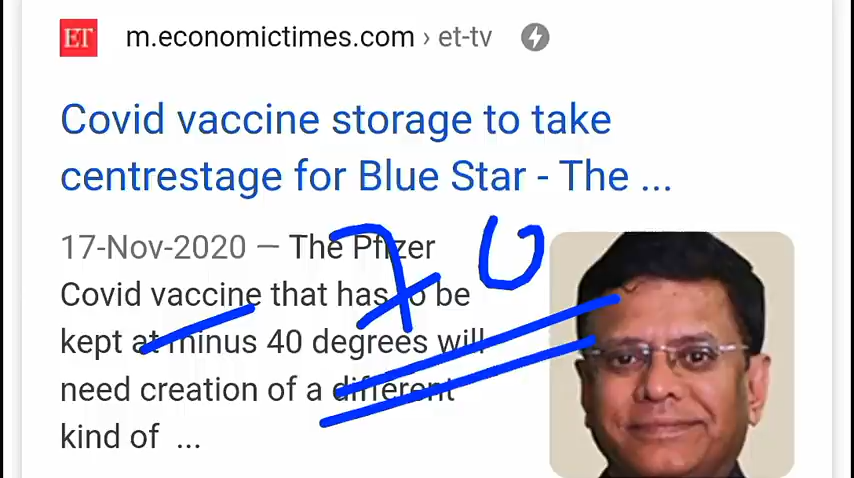 ET m.economictimes.com › et-tv
Covid vaccine storage to take
centrestage for Blue Star - The ...
17-Nov-2020 — The Pfizer
70
Covid vaccine that has to be
kept at minus 40 degrees will
need creation of a different
kind of ...